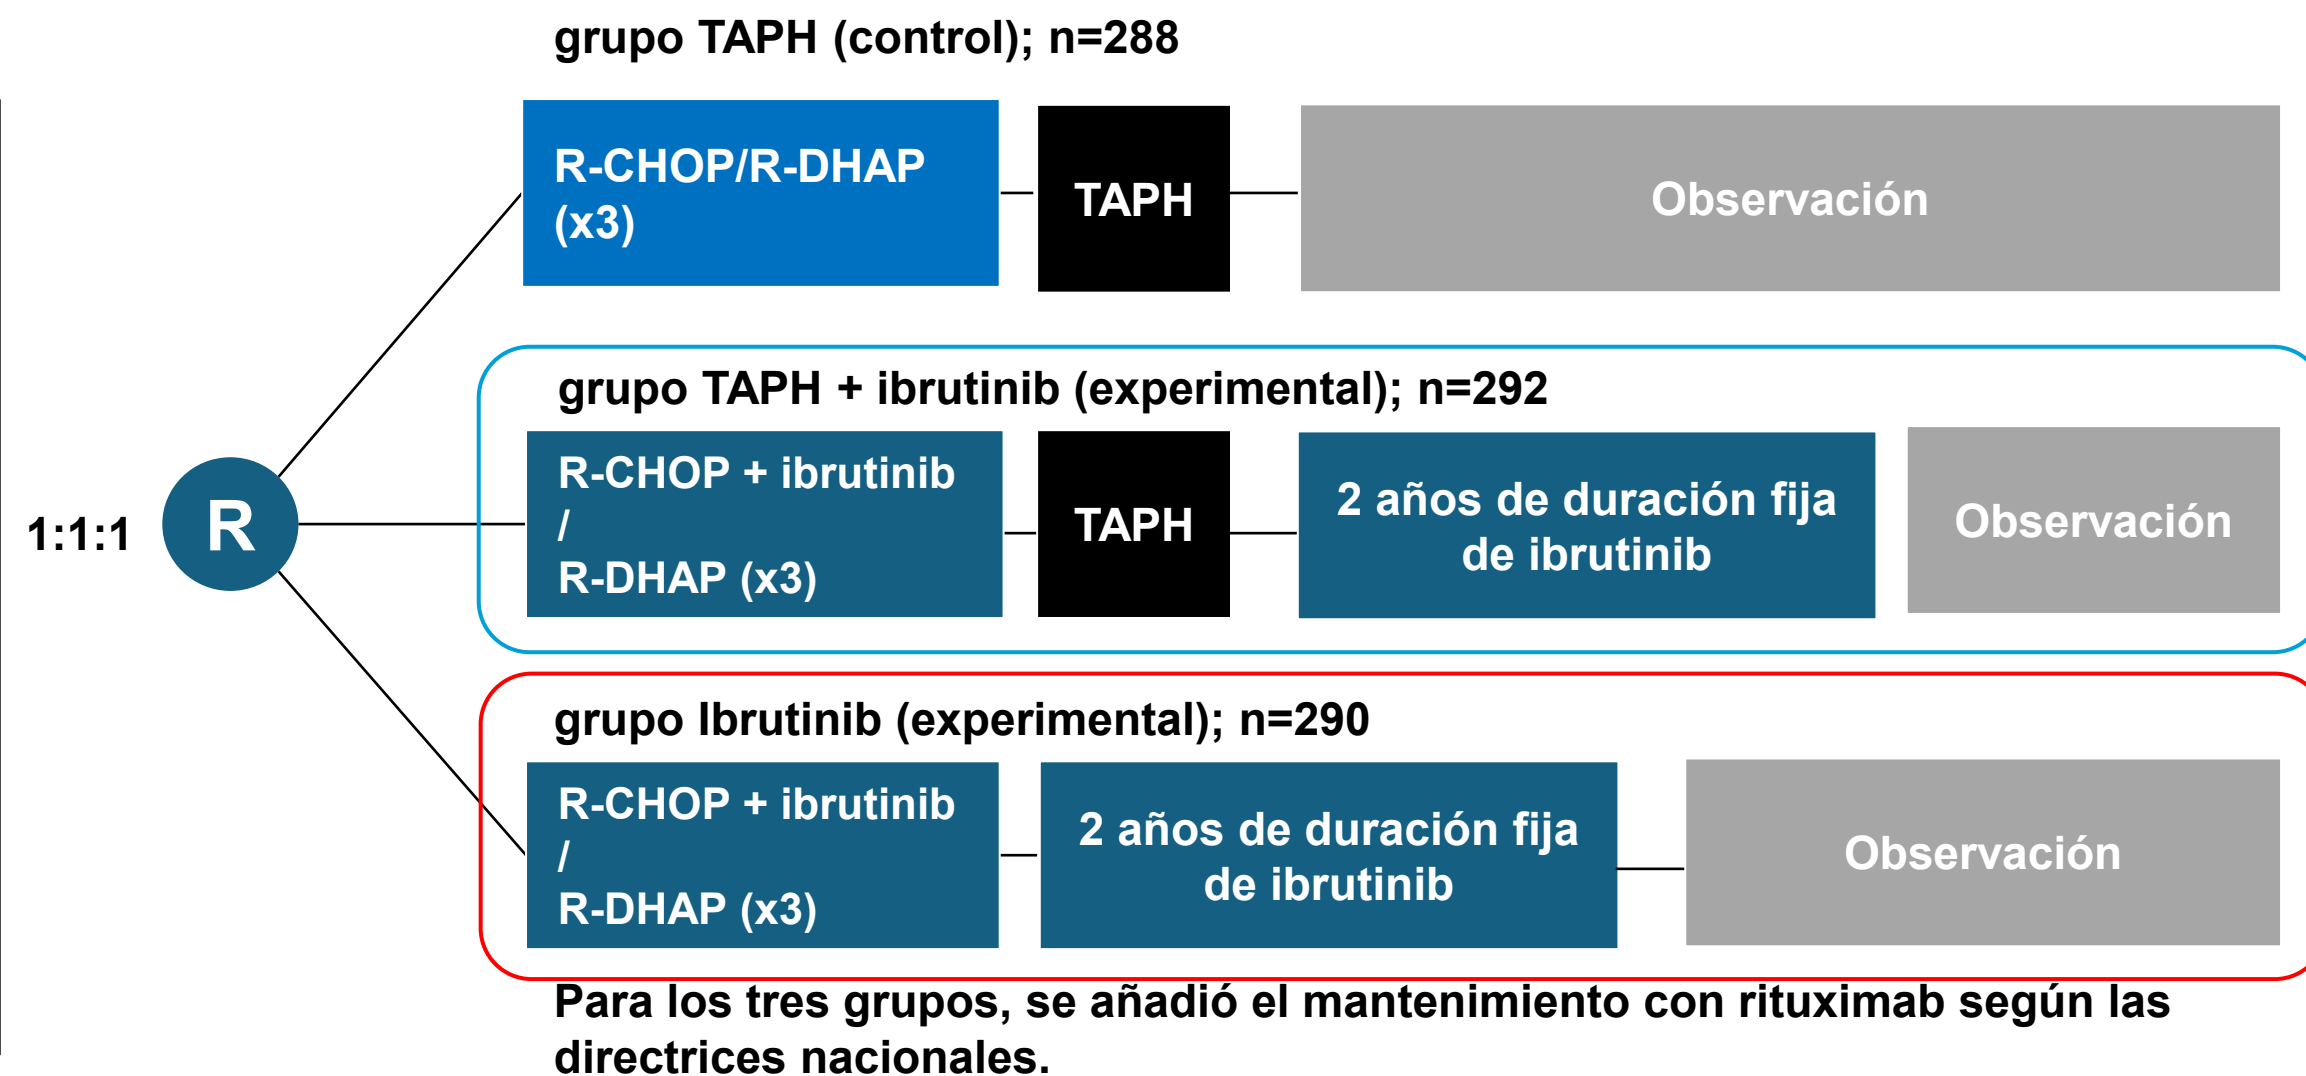 grupo TAPH (control); n=288
R-CHOP/R-DHAP
(x3)
TAPH
Observación
1:1:1
R
grupo TAPH + ibrutinib (experimental); n=292
R-CHOP + ibrutinib
/
R-DHAP (x3)
TAPH
2 años de duración fija
de ibrutinib
Observación
grupo Ibrutinib (experimental); n=290
R-CHOP + ibrutinib
/
R-DHAP (x3)
2 años de duración fija
de ibrutinib
Observación
Para los tres grupos, se añadió el mantenimiento con rituximab según las
directrices nacionales.